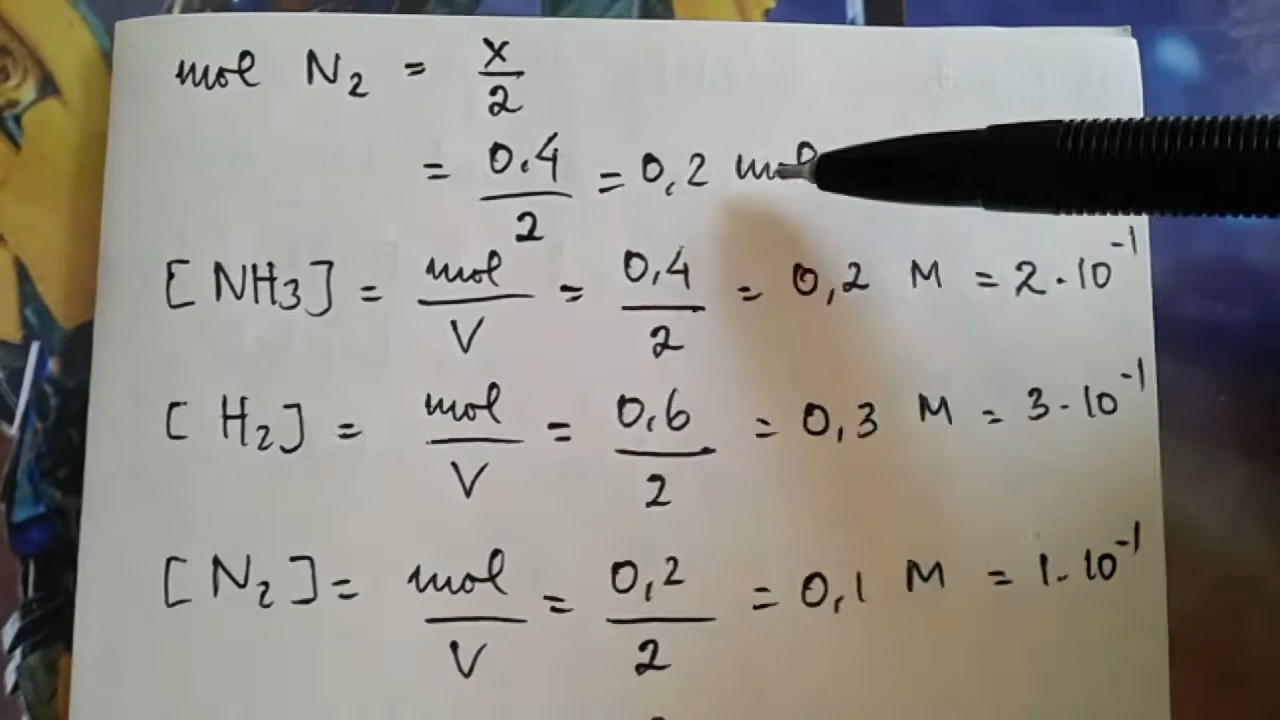 mol N₂ = x/2
= 0.4/2 = 0,2 mol
[NH3] = mol/V = 0,4/2 = 0,2 M = 2·10⁻¹
[H₂] = mol/V = 0,6/2 = 0,3 M = 3·10⁻¹
[N₂] = mol/V = 0,2/2 = 0,1 M = 1·10⁻¹